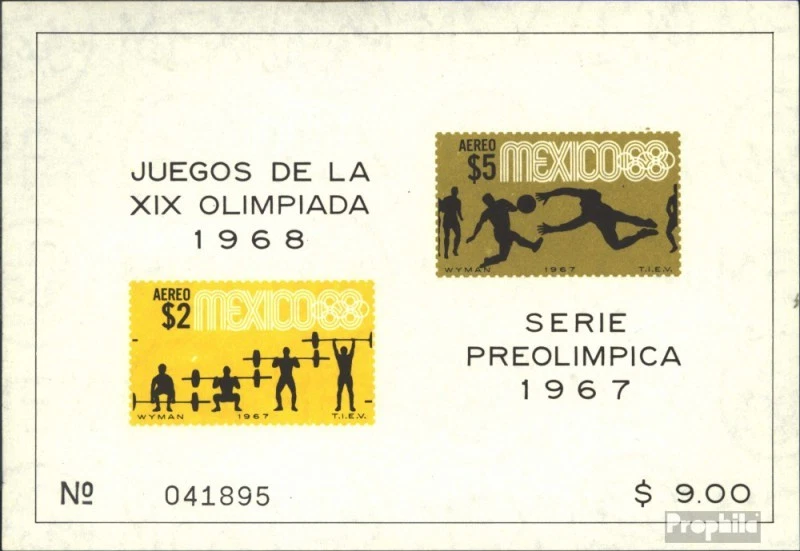 JUEGOS DE LA
XIX OLIMPIADA
1968
AEREO
$5 MEXICO68
WYMAN 1967 T.I.E.V.
AEREO
$2 MEXICO68
WYMAN 1967 T.I.E.V.
SERIE
PREOLIMPICA
1967
Nº 041895
$ 9.00
Prophila